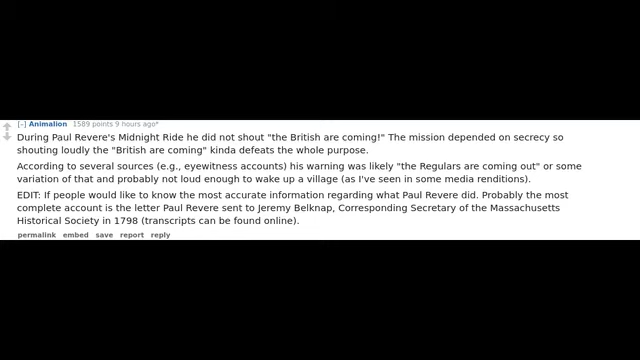 [–] Animalion 1589 points 9 hours ago*
During Paul Revere's Midnight Ride he did not shout "the British are coming!" The mission depended on secrecy so
shouting loudly the "British are coming" kinda defeats the whole purpose.
According to several sources (e.g., eyewitness accounts) his warning was likely "the Regulars are coming out" or some
variation of that and probably not loud enough to wake up a village (as I've seen in some media renditions).
EDIT: If people would like to know the most accurate information regarding what Paul Revere did. Probably the most
complete account is the letter Paul Revere sent to Jeremy Belknap, Corresponding Secretary of the Massachusetts
Historical Society in 1798 (transcripts can be found online).
permalink embed save report reply